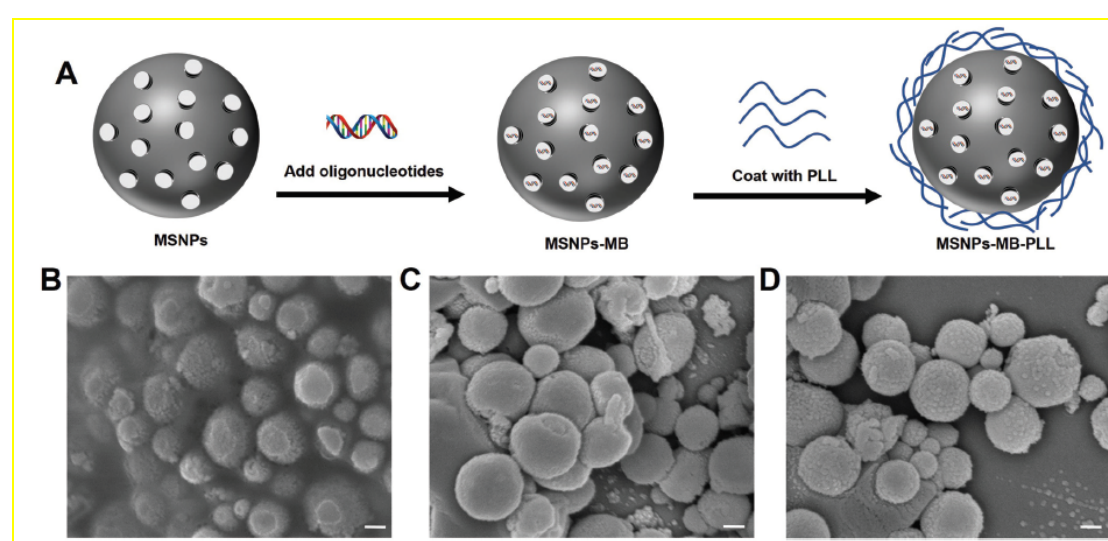 A
Add oligonucleotides
Coat with PLL
MSNPs
MSNPs-MB
MSNPs-MB-PLL
B
C
D